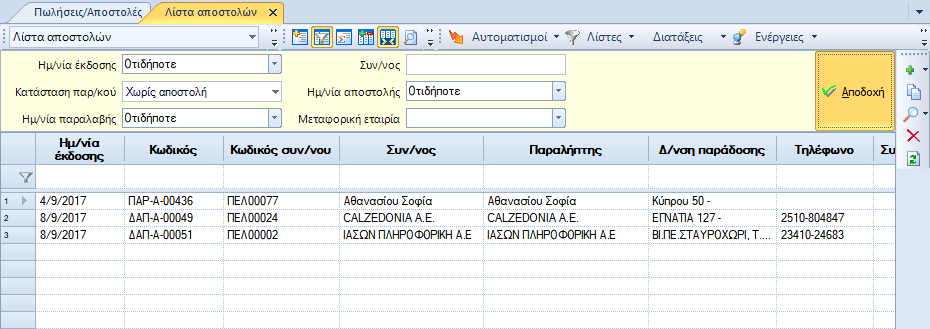 Πωλήσεις/Αποστολές Λίστα αποστολών
Λίστα αποστολών Αυτοματισμοί Λίστες Διατάξεις Ενέργειες
Ημ/νία έκδοσης Οτιδήποτε Συν/νος
Κατάσταση παρ/κού Χωρίς αποστολή Ημ/νία αποστολής Οτιδήποτε Αποδοχή
Ημ/νία παραλαβής Οτιδήποτε Μεταφορική εταιρία
Ημ/νία έκδοσης Κωδικός Κωδικός συν/νου Συν/νος Παραλήπτης Δ/νση παράδοσης Τηλέφωνο Συ
1 4/9/2017 ΠΑΡ-Α-00436 ΠΕΛ00077 Αθανασίου Σοφία Αθανασίου Σοφία Κύπρου 50 -
2 8/9/2017 ΔΑΠ-Α-00049 ΠΕΛ00024 CALZEDONIA A.E. CALZEDONIA A.E. ΕΓΝΑΤΙΑ 127 - 2510-804847
3 8/9/2017 ΔΑΠ-Α-00051 ΠΕΛ00002 ΙΑΣΩΝ ΠΛΗΡΟΦΟΡΙΚΗ Α.Ε ΙΑΣΩΝ ΠΛΗΡΟΦΟΡΙΚΗ Α.Ε ΒΙ.ΠΕ.ΣΤΑΥΡΟΧΩΡΙ, Τ.... 23410-24683